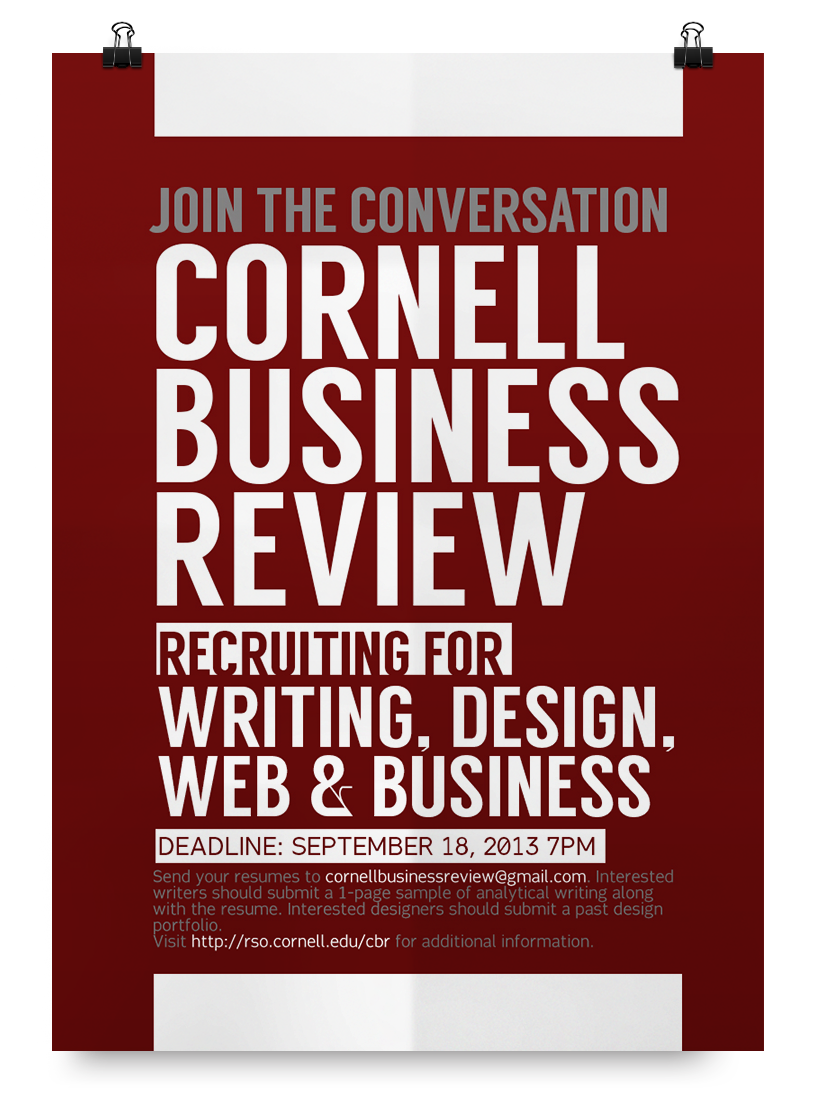 JOIN THE CONVERSATION
CORNELL
BUSINESS
REVIEW
RECRUITING FOR
WRITING, DESIGN,
WEB & BUSINESS
DEADLINE: SEPTEMBER 18, 2013 7PM
Send your resumes to cornellbusinessreview@gmail.com. Interested
writers should submit a 1-page sample of analytical writing along
with the resume. Interested designers should submit a past design
portfolio.
Visit http://rso.cornell.edu/cbr for additional information.